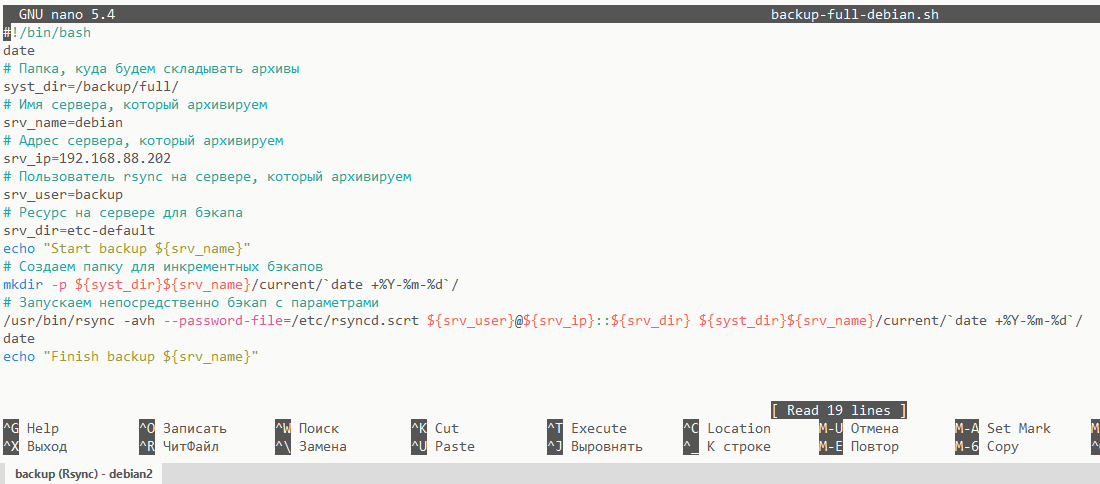 GNU nano 5.4 backup-full-debian.sh
#!/bin/bash
date
# Папка, куда будем складывать архивы
syst_dir=/backup/full/
# Имя сервера, который архивируем
srv_name=debian
# Адрес сервера, который архивируем
srv_ip=192.168.88.202
# Пользователь rsync на сервере, который архивируем
srv_user=backup
# Ресурс на сервере для бэкапа
srv_dir=etc-default
echo "Start backup ${srv_name}"
# Создаем папку для инкрементных бэкапов
mkdir -p ${syst_dir}${srv_name}/current/`date +%Y-%m-%d`/
# Запускаем непосредственно бэкап с параметрами
/usr/bin/rsync -avh --password-file=/etc/rsyncd.scrt ${srv_user}@${srv_ip}::${srv_dir} ${syst_dir}${srv_name}/current/`date +%Y-%m-%d`/
date
echo "Finish backup ${srv_name}"
[ Read 19 lines ]
^G Help ^O Записать ^W Поиск ^K Cut ^T Execute ^C Location M-U Отмена M-A Set Mark M
^X Выход ^R ЧитФайл ^\ Замена ^U Paste ^J Выровнять ^_ К строке M-E Повтор M-6 Copy ^
backup (Rsync) - debian2